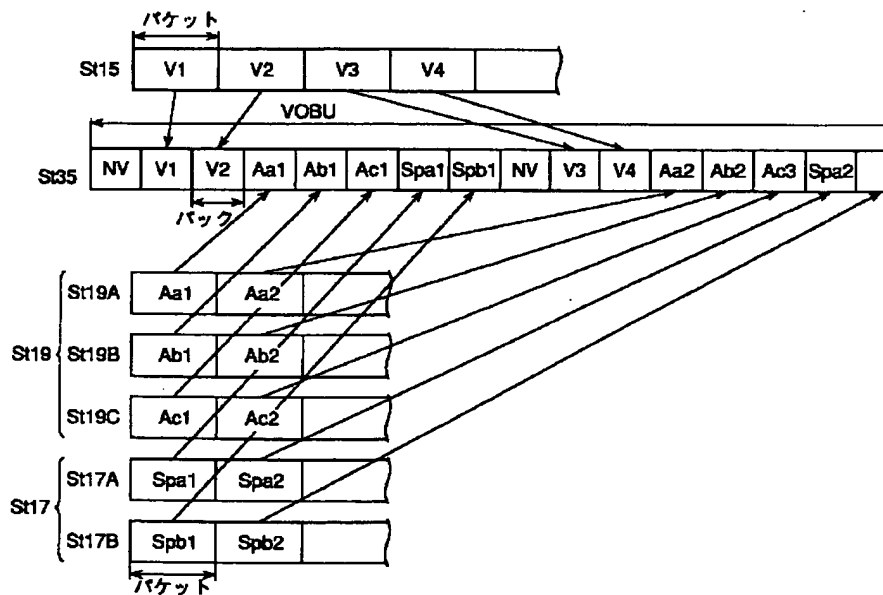 パケット
St15 V1 V2 V3 V4
VOBU
St35 NV V1 V2 Aa1 Ab1 Ac1 Spa1 Spb1 NV V3 V4 Aa2 Ab2 Ac3 Spa2
パック
St19A Aa1 Aa2
St19 St19B Ab1 Ab2
St19C Ac1 Ac2
St17A Spa1 Spa2
St17
St17B Spb1 Spb2
パケット